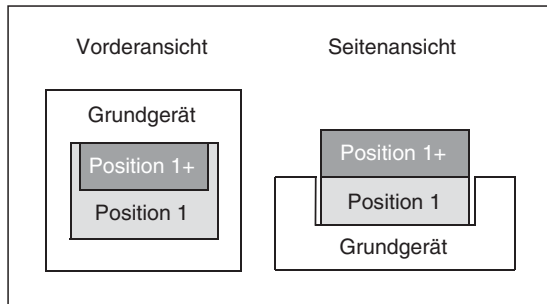 Vorderansicht
Grundgerät
Position 1+
Position 1
Seitenansicht
Position 1+
Position 1
Grundgerät